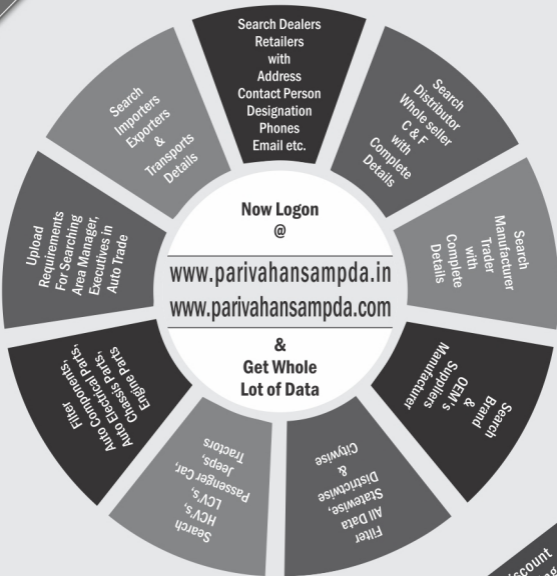 Search Dealers
Retailers
with
Address
Contact Person
Designation
Phones
Email etc.
Search
Distributor
Whole seller
C & F
with
Complete
Details
Search
Manufacturer
Trader
with
Complete
Details
Search
Brand
&
OEM's
Suppliers
Manufacturer
Filter
All Data
Statewise,
Districtwise
&
Citywise
Search
HCV's,
LCV's,
Passenger Car,
Jeeps,
Tractors
Filter
Auto Components,
Auto Electrical Parts,
Chassis Parts,
Engine Parts
Upload
Requirements
For Searching
Area Manager,
Executives in
Auto Trade
Search
Importers
Exporters
&
Transports
Details
Now Logon
@
www.parivahansampda.in
www.parivahansampda.com
&
Get Whole
Lot of Data